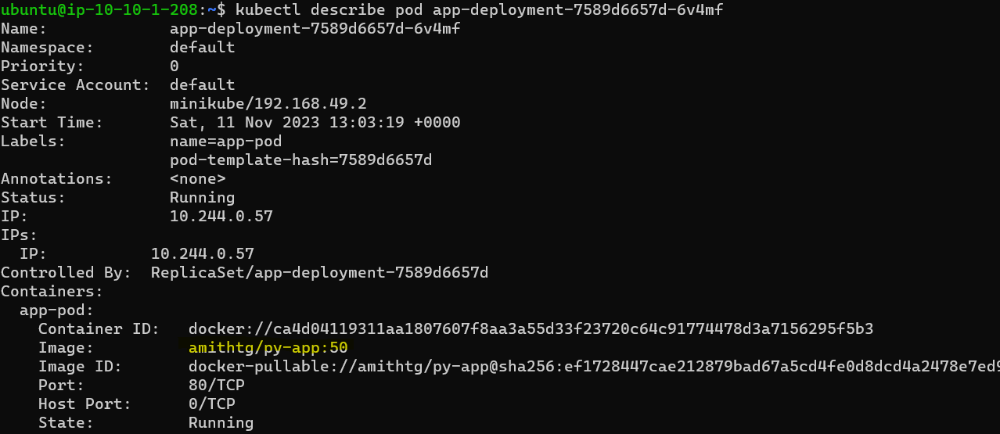 ubuntu@ip-10-10-1-208:~$ kubectl describe pod app-deployment-7589d6657d-6v4mf
Name:             app-deployment-7589d6657d-6v4mf
Namespace:        default
Priority:         0
Service Account:  default
Node:             minikube/192.168.49.2
Start Time:       Sat, 11 Nov 2023 13:03:19 +0000
Labels:           name=app-pod
                  pod-template-hash=7589d6657d
Annotations:      <none>
Status:           Running
IP:               10.244.0.57
IPs:
  IP:           10.244.0.57
Controlled By:  ReplicaSet/app-deployment-7589d6657d
Containers:
  app-pod:
    Container ID:   docker://ca4d04119311aa1807607f8aa3a55d33f23720c64c91774478d3a7156295f5b3
    Image:          amithtg/py-app:50
    Image ID:       docker-pullable://amithtg/py-app@sha256:ef1728447cae212879bad67a5cd4fe0d8dcd4a2478e7ed9
    Port:           80/TCP
    Host Port:      0/TCP
    State:          Running